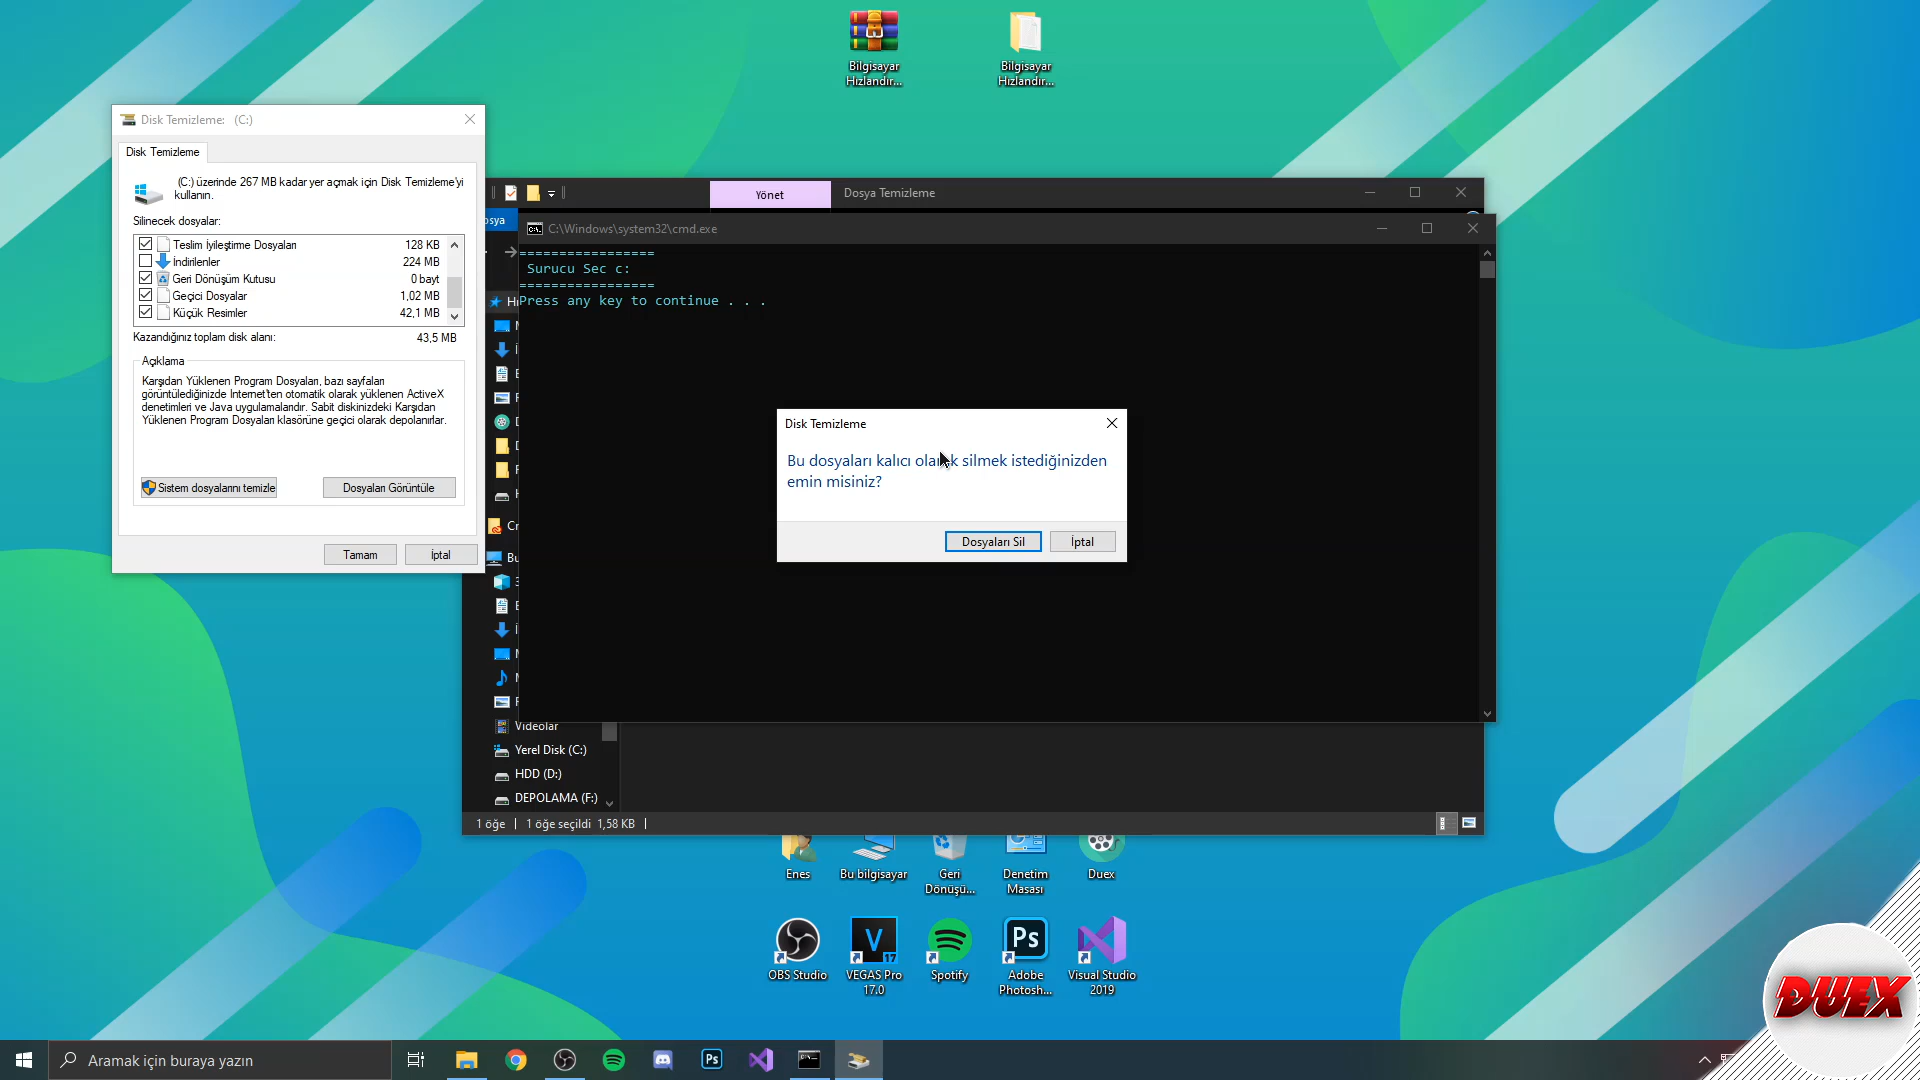 Bilgisayar
Hızlandır...
Bilgisayar
Hızlandır...
Disk Temizleme: (C:)
Disk Temizleme
(C:) üzerinde 267 MB kadar yer açmak için Disk Temizleme'yi
kullanın.
Silinecek dosyalar:
Teslim İyileştirme Dosyaları 128 KB
İndirilenler 224 MB
Geri Dönüşüm Kutusu 0 bayt
Geçici Dosyalar 1,02 MB
Küçük Resimler 42,1 MB
Kazandığınız toplam disk alanı: 43,5 MB
Açıklama
Karşıdan Yüklenen Program Dosyaları, bazı sayfaları
görüntülediğinizde Internet'ten otomatik olarak yüklenen ActiveX
denetimleri ve Java uygulamalarıdır. Sabit diskinizdeki Karşıdan
Yüklenen Program Dosyaları klasörüne geçici olarak depolanırlar.
Sistem dosyalarını temizle
Dosyaları Görüntüle
Tamam
İptal
Yönet
Dosya Temizleme
osya
C:\Windows\system32\cmd.exe
=================
Surucu Sec c:
=================
Press any key to continue . . .
Disk Temizleme
Bu dosyaları kalıcı olarak silmek istediğinizden
emin misiniz?
Dosyaları Sil
İptal
Videolar
Yerel Disk (C:)
HDD (D:)
DEPOLAMA (F:)
1 öğe
1 öğe seçildi 1,58 KB
Enes
Bu bilgisayar
Geri
Dönüşü...
Denetim
Masası
Duex
OBS Studio
VEGAS Pro
17.0
Spotify
Adobe
Photosh...
Visual Studio
2019
DUEX
Aramak için buraya yazın